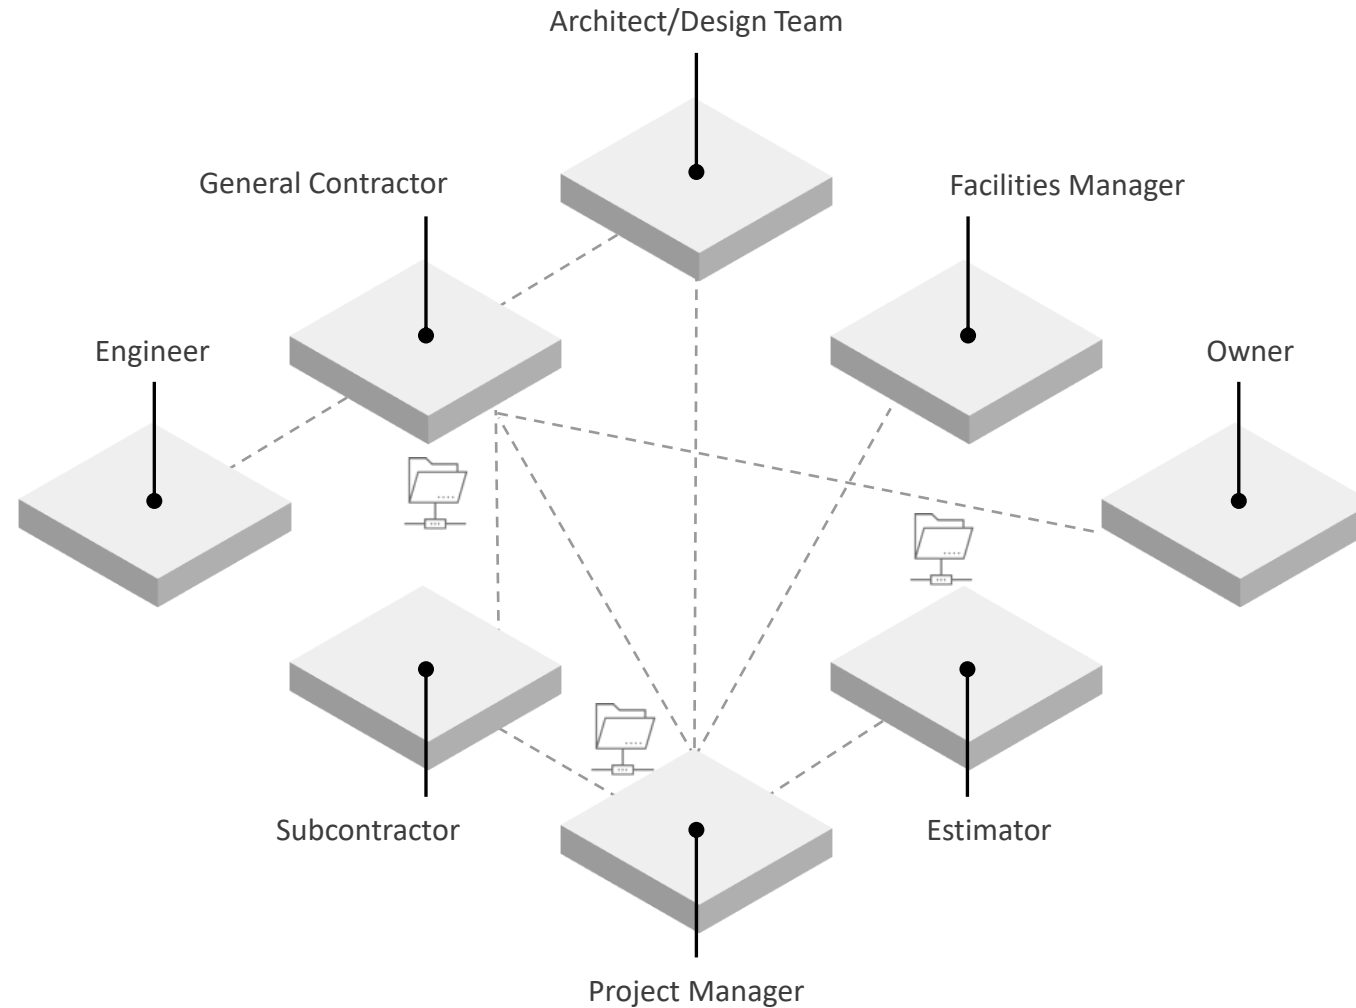 Architect/Design Team
General Contractor
Facilities Manager
Engineer
Owner
Subcontractor
Estimator
Project Manager